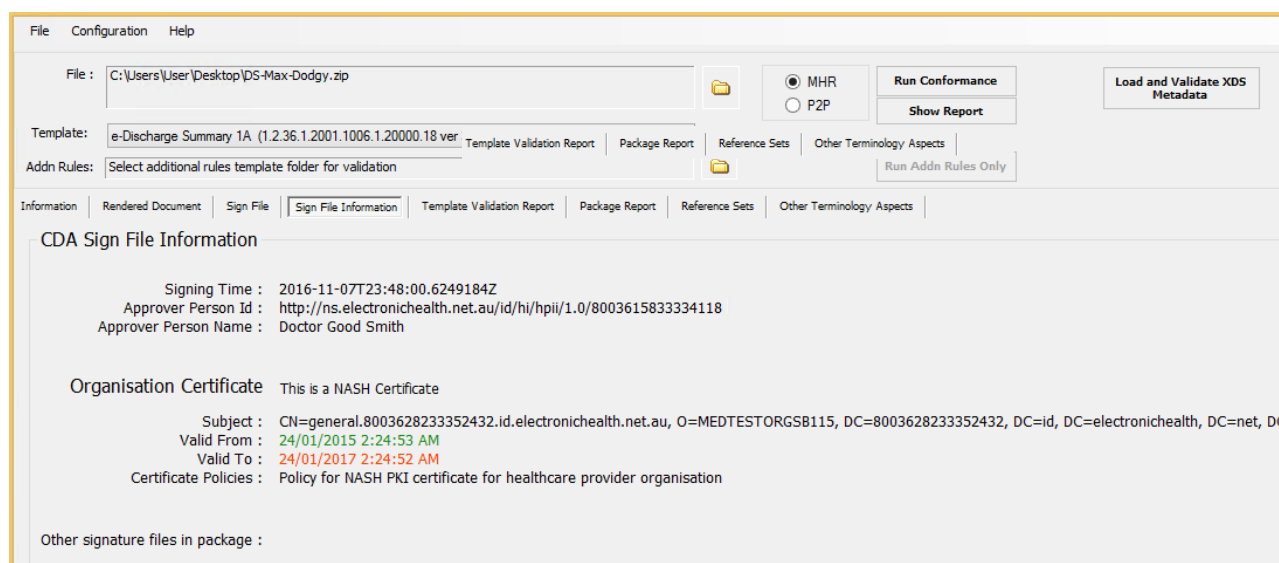 File Configuration Help
File : C:\Users\User\Desktop\DS-Max-Dodgy.zip MHR Run Conformance Load and Validate XDS Metadata
P2P Show Report
Template: e-Discharge Summary 1A (1.2.36.1.2001.1006.1.20000.18 ver Template Validation Report Package Report Reference Sets Other Terminology Aspects
Addn Rules: Select additional rules template folder for validation Run Addn Rules Only
Information Rendered Document Sign File Sign File Information Template Validation Report Package Report Reference Sets Other Terminology Aspects
CDA Sign File Information
Signing Time : 2016-11-07T23:48:00.6249184Z
Approver Person Id : http://ns.electronichealth.net.au/id/hi/hpii/1.0/8003615833334118
Approver Person Name : Doctor Good Smith
Organisation Certificate This is a NASH Certificate
Subject : CN=general.8003628233352432.id.electronichealth.net.au, O=MEDTESTORGSB115, DC=8003628233352432, DC=id, DC=electronichealth, DC=net,
Valid From : 24/01/2015 2:24:53 AM
Valid To : 24/01/2017 2:24:52 AM
Certificate Policies : Policy for NASH PKI certificate for healthcare provider organisation
Other signature files in package :